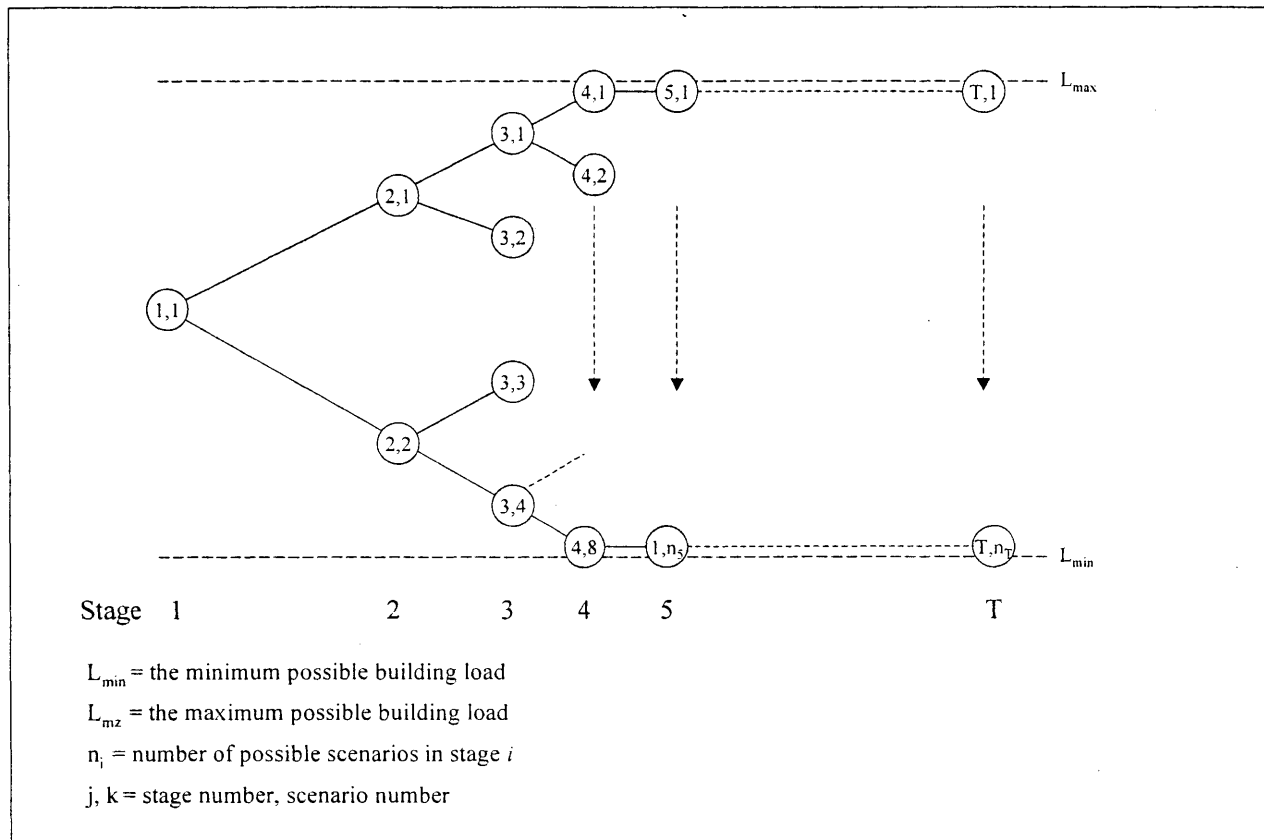 L_max
4,1
5,1
T,1
3,1
4,2
2,1
3,2
1,1
3,3
2,2
3,4
4,8
1,n_5
T,n_T
L_min
Stage 1 2 3 4 5 T
L_min = the minimum possible building load
L_mz = the maximum possible building load
n_i = number of possible scenarios in stage i
j, k = stage number, scenario number